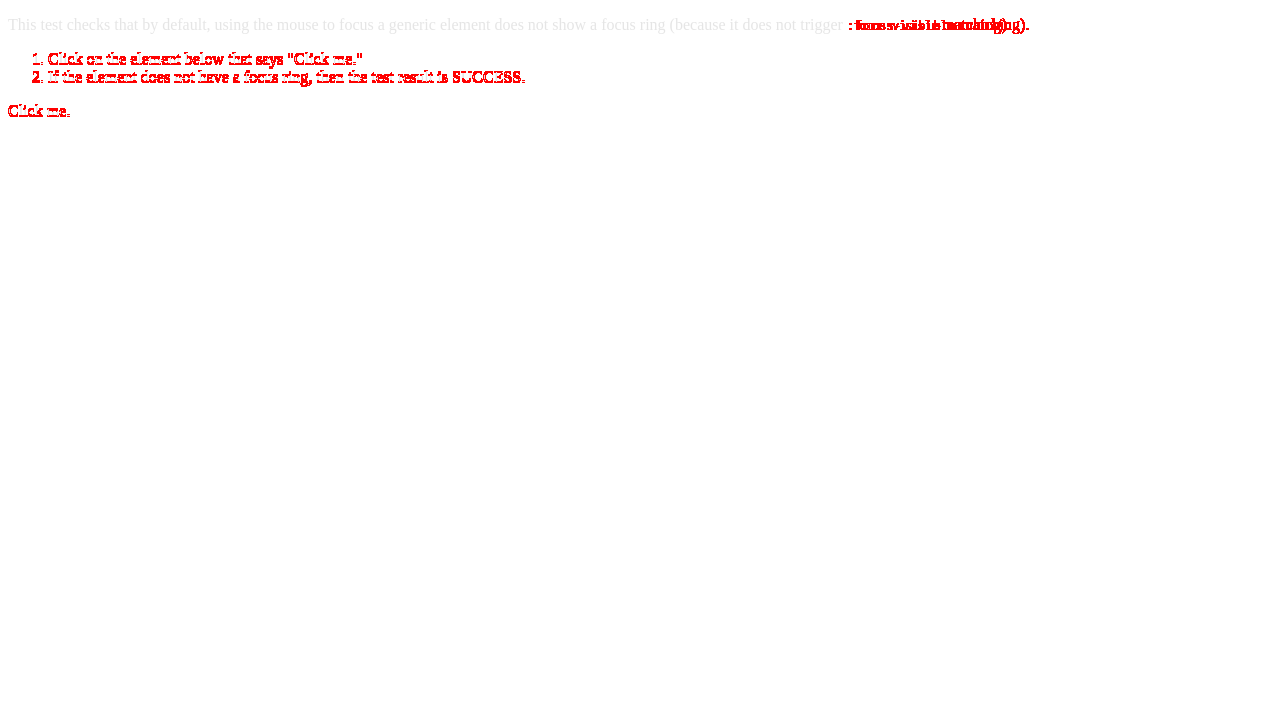 This test checks that by default, using the mouse to focus a generic element does not show a focus ring (because it does not trigger :focus-visible matching).
1. Click on the element below that says "Click me."
2. If the element does not have a focus ring, then the test result is SUCCESS.
Click me.